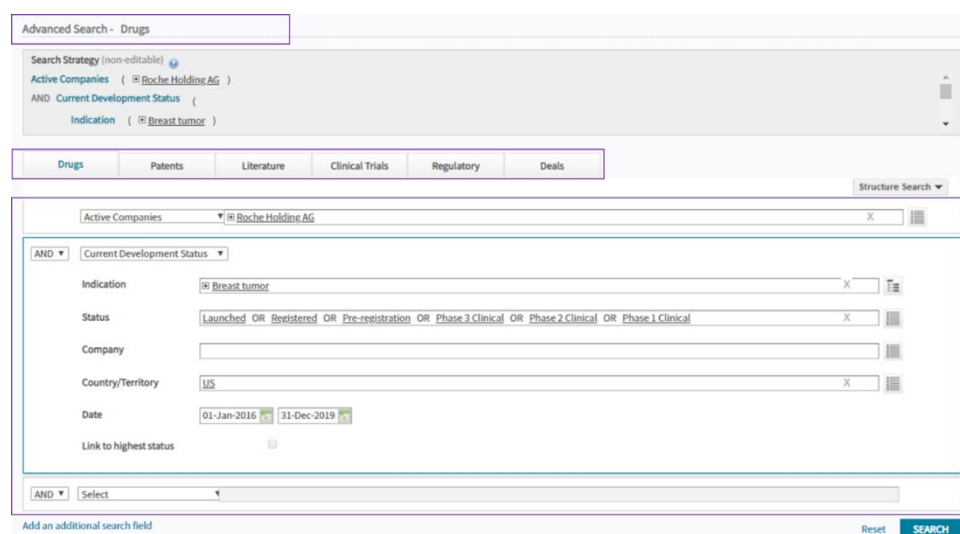 Advanced Search - Drugs
Search Strategy (non-editable)
Active Companies ( Roche Holding AG )
AND Current Development Status (
Indication ( Breast tumor )
Drugs Patents Literature Clinical Trials Regulatory Deals
Structure Search
Active Companies Roche Holding AG X
AND Current Development Status
Indication Breast tumor X
Status Launched OR Registered OR Pre-registration OR Phase 3 Clinical OR Phase 2 Clinical OR Phase 1 Clinical X
Company
Country/Territory US X
Date 01-Jan-2016 31-Dec-2019
Link to highest status
AND Select
Add an additional search field Reset SEARCH